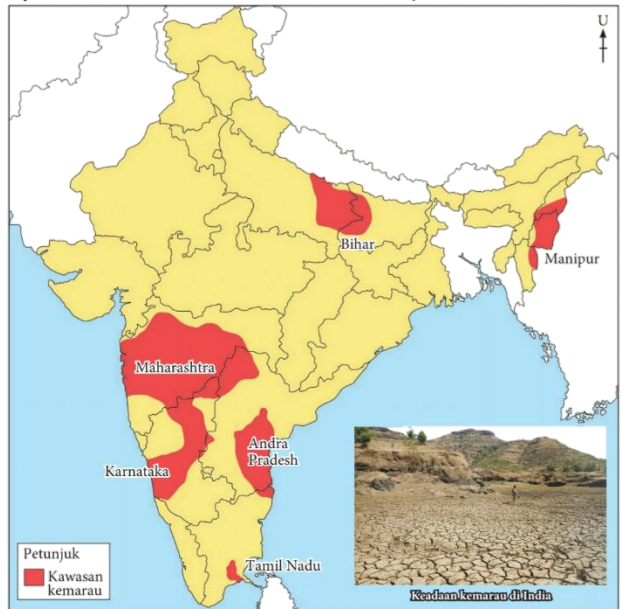 U
Bihar
Manipur
Maharashtra
Andra
Pradesh
Karnataka
Tamil Nadu
Petunjuk
Kawasan
kemarau
Keadaan kemarau di India